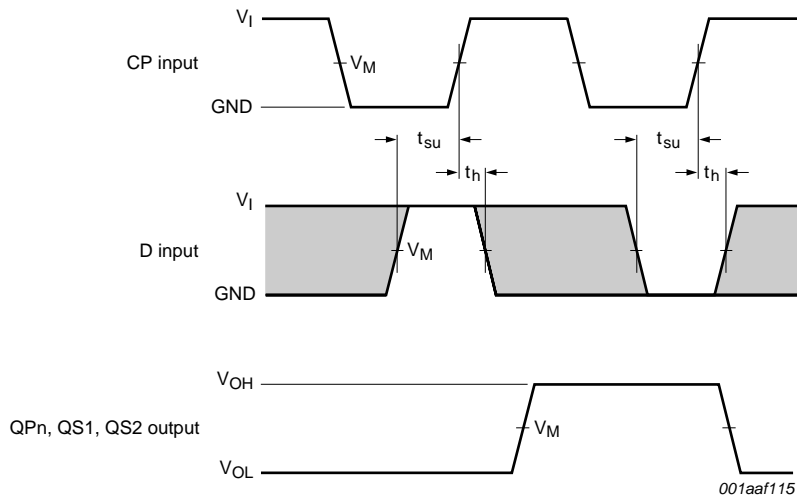 V_I
CP input
V_M
GND
t_su
t_su
t_h
t_h
V_I
D input
V_M
GND
V_OH
QPn, QS1, QS2 output
V_M
V_OL
001aaf115